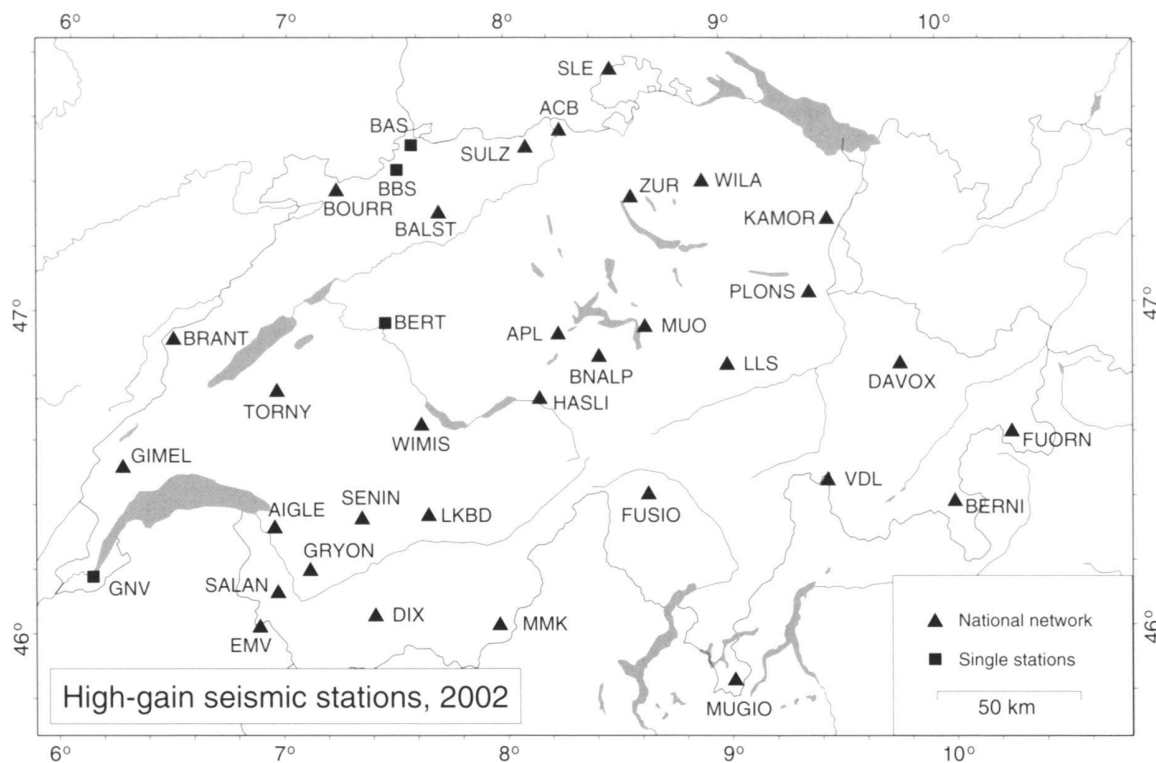 6°
7°
8°
9°
10°
SLE
ACB
BAS
SULZ
BBS
BOURR
BALST
ZUR
WILA
KAMOR
PLONS
47°
47°
BRANT
BERT
APL
MUO
BNALP
LLS
DAVOX
TORNY
HASLI
WIMIS
FUORN
GIMEL
VDL
SENIN
AIGLE
LKBD
FUSIO
BERNI
GRYON
GNV
SALAN
DIX
MMK
EMV
46°
46°
MUGIO
National network
Single stations
50 km
High-gain seismic stations, 2002
6°
7°
8°
9°
10°